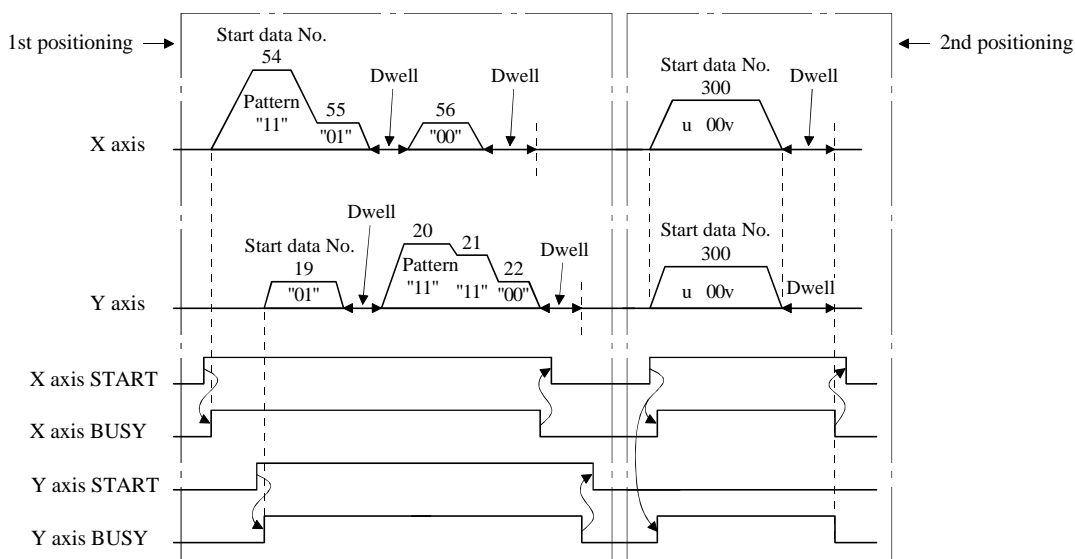 1st positioning
2nd positioning
Start data No.
54
Pattern
"11"
55
"01"
Dwell
56
"00"
Dwell
X axis
Start data No.
300
u 00v
Dwell
Start data No.
19
"01"
Dwell
20
Pattern
"11"
21
"11"
22
"00"
Dwell
Y axis
Start data No.
300
u 00v
Dwell
X axis START
X axis BUSY
Y axis START
Y axis BUSY